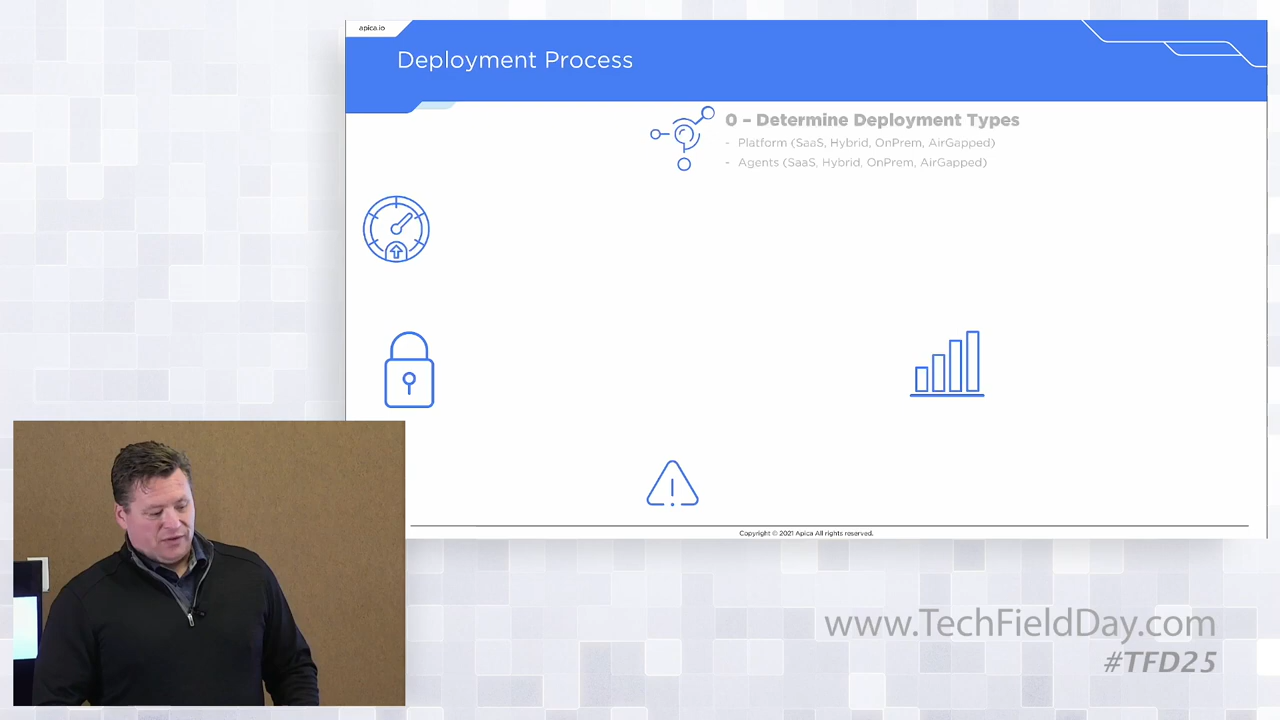 apica.io
Deployment Process
0 – Determine Deployment Types
- Platform (SaaS, Hybrid, OnPrem, AirGapped)
- Agents (SaaS, Hybrid, OnPrem, AirGapped)
Copyright © 2021 Apica All rights reserved.
www.TechFieldDay.com
#TFD25